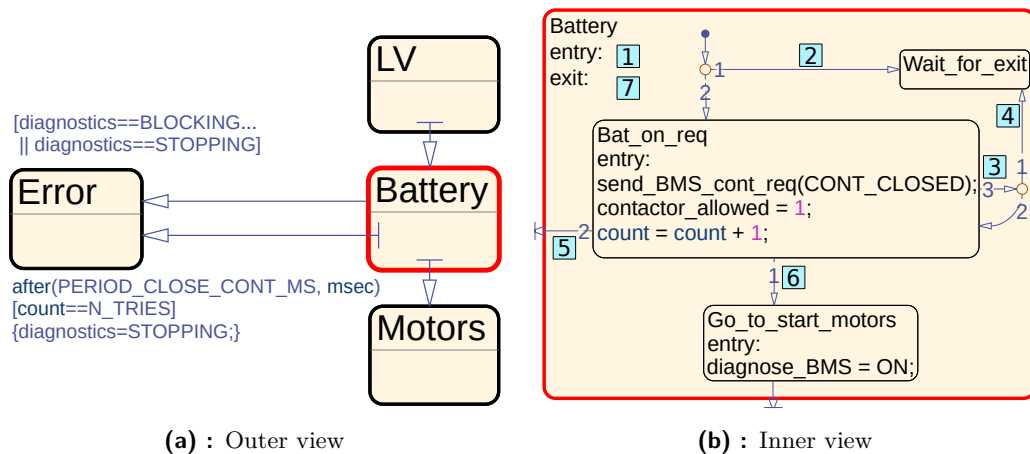 LV
[diagnostics==BLOCKING...
|| diagnostics==STOPPING]
Error
Battery
after(PERIOD_CLOSE_CONT_MS, msec)
[count==N_TRIES]
{diagnostics=STOPPING;}
Motors
(a) : Outer view
Battery
entry: 1
exit: 7
1
2
2
Wait_for_exit
4
Bat_on_req
entry:
send_BMS_cont_req(CONT_CLOSED);
contactor_allowed = 1;
count = count + 1;
3
3
1
2
2
5
1
6
Go_to_start_motors
entry:
diagnose_BMS = ON;
(b) : Inner view